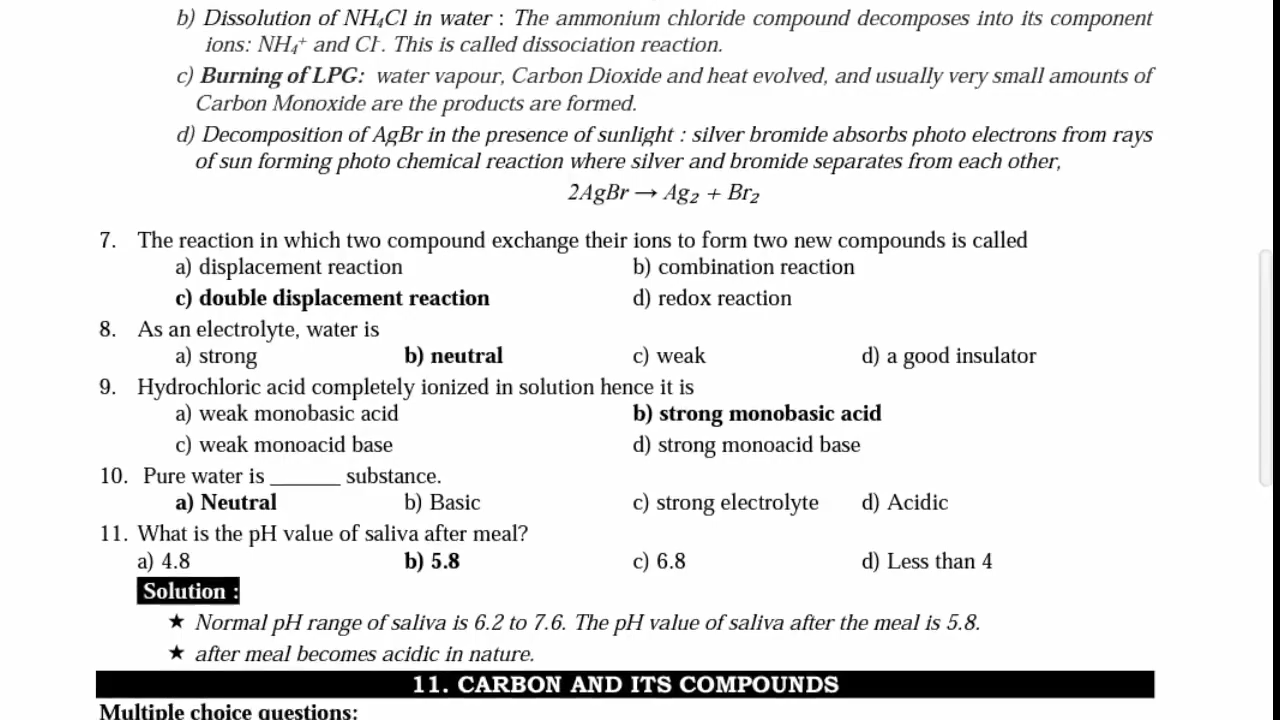 b) Dissolution of NH₄Cl in water : The ammonium chloride compound decomposes into its component
ions: NH₄⁺ and Cl⁻. This is called dissociation reaction.
c) Burning of LPG: water vapour, Carbon Dioxide and heat evolved, and usually very small amounts of
Carbon Monoxide are the products are formed.
d) Decomposition of AgBr in the presence of sunlight : silver bromide absorbs photo electrons from rays
of sun forming photo chemical reaction where silver and bromide separates from each other,
2AgBr → Ag₂ + Br₂
7. The reaction in which two compound exchange their ions to form two new compounds is called
a) displacement reaction b) combination reaction
c) double displacement reaction d) redox reaction
8. As an electrolyte, water is
a) strong b) neutral c) weak d) a good insulator
9. Hydrochloric acid completely ionized in solution hence it is
a) weak monobasic acid b) strong monobasic acid
c) weak monoacid base d) strong monoacid base
10. Pure water is ______ substance.
a) Neutral b) Basic c) strong electrolyte d) Acidic
11. What is the pH value of saliva after meal?
a) 4.8 b) 5.8 c) 6.8 d) Less than 4
Solution :
★ Normal pH range of saliva is 6.2 to 7.6. The pH value of saliva after the meal is 5.8.
★ after meal becomes acidic in nature.
11. CARBON AND ITS COMPOUNDS
Multiple choice questions: